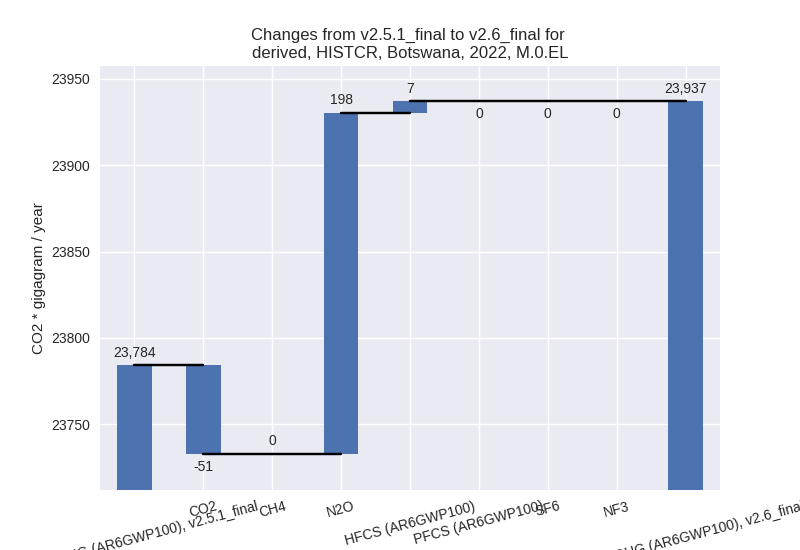 Changes from v2.5.1_final to v2.6_final for
derived, HISTCR, Botswana, 2022, M.0.EL
CO2 * gigagram / year
23950
23900
23850
23800
23750
23,784
-51
0
198
7
0
0
0
23,937
(AR6GWP100), v2.5.1_final
CO2
CH4
N2O
HFCS (AR6GWP100)
PFCS (AR6GWP100)
SF6
NF3
(AR6GWP100), v2.6_final